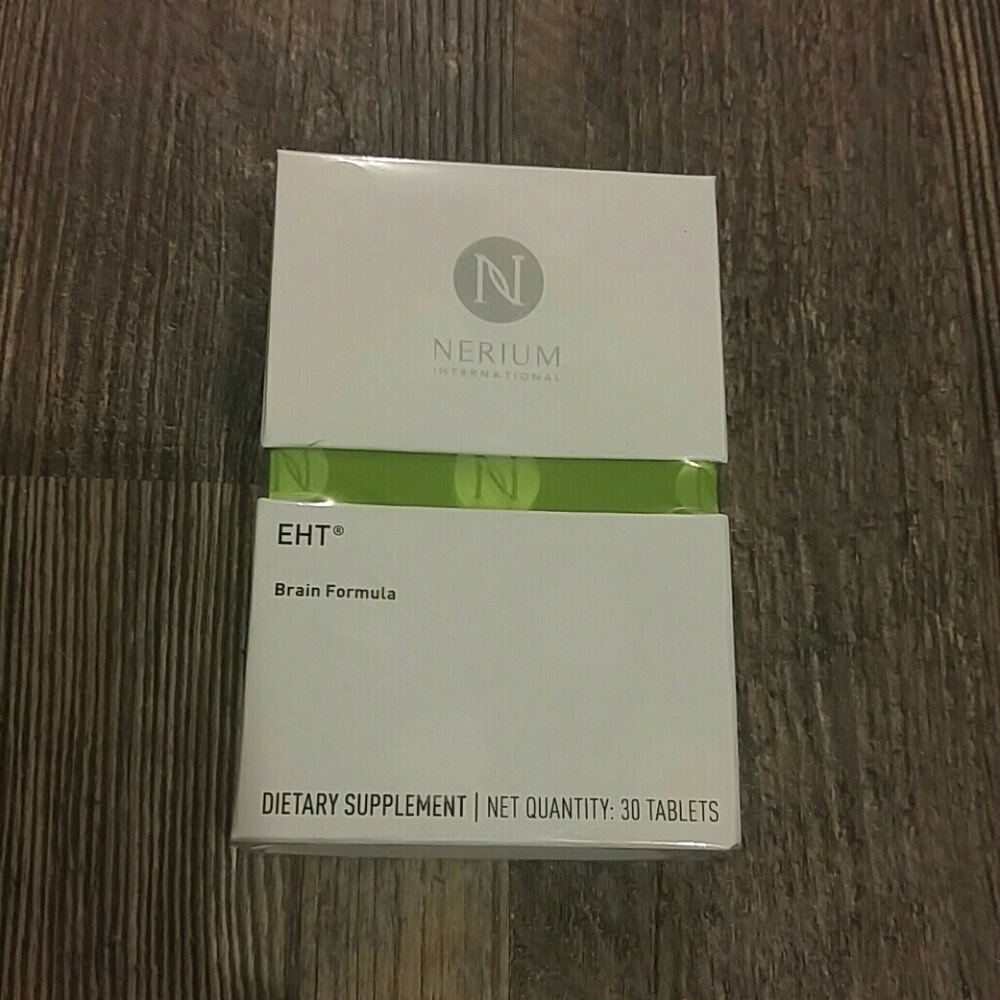 N
NERIUM
INTERNATIONAL
N N N
EHT®
Brain Formula
DIETARY SUPPLEMENT | NET QUANTITY: 30 TABLETS